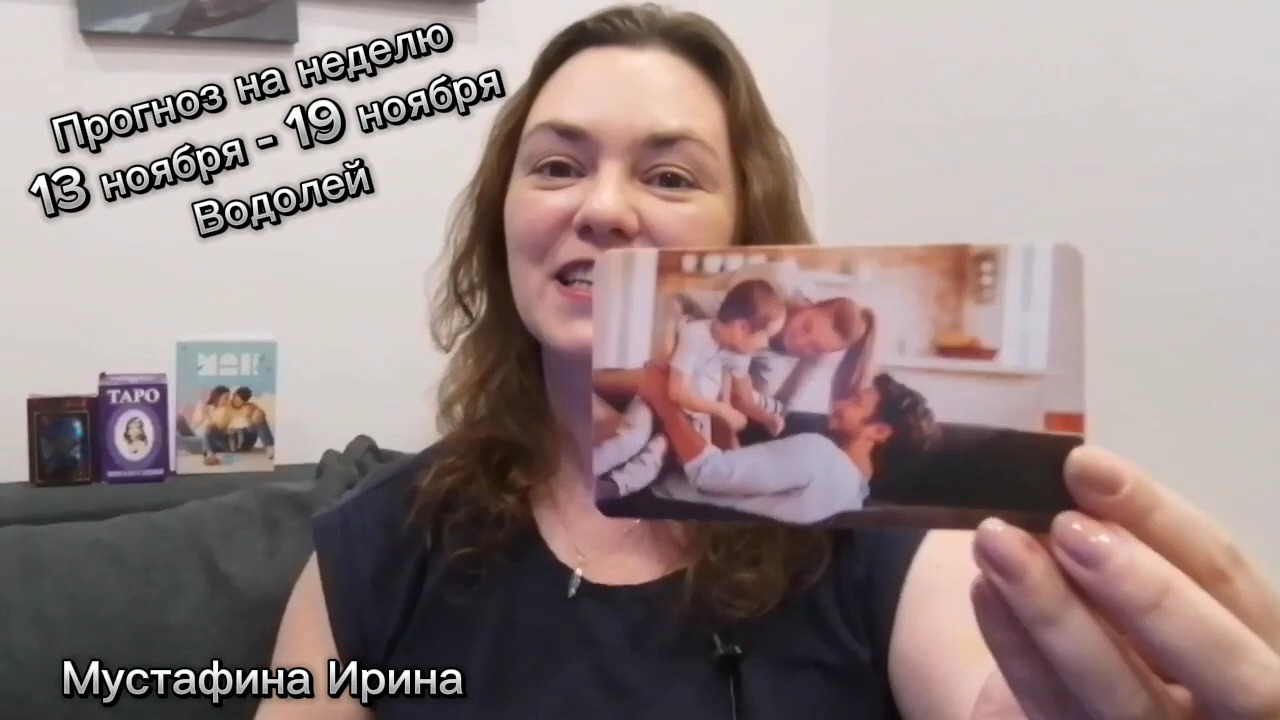 Прогноз на неделю
13 ноября - 19 ноября
Водолей
ТАРО
Мустафина Ирина